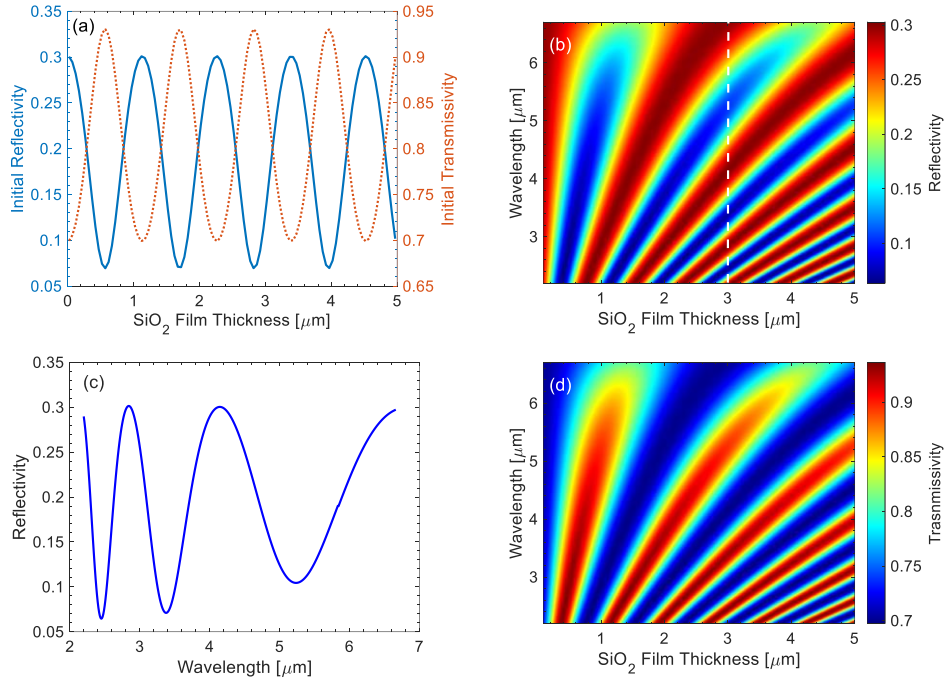 (a)
0.35
0.3
0.25
0.2
0.15
0.1
0.05
Initial Reflectivity
0.95
0.9
0.85
0.8
0.75
0.7
0.65
Initial Transmissivity
0 1 2 3 4 5
SiO2 Film Thickness [μm]
(b)
6
5
4
3
Wavelength [μm]
1 2 3 4 5
SiO2 Film Thickness [μm]
0.3
0.25
0.2
0.15
0.1
Reflectivity
(c)
0.35
0.3
0.25
0.2
0.15
0.1
0.05
Reflectivity
2 3 4 5 6 7
Wavelength [μm]
(d)
6
5
4
3
Wavelength [μm]
1 2 3 4 5
SiO2 Film Thickness [μm]
0.9
0.85
0.8
0.75
0.7
Trasnmissivity